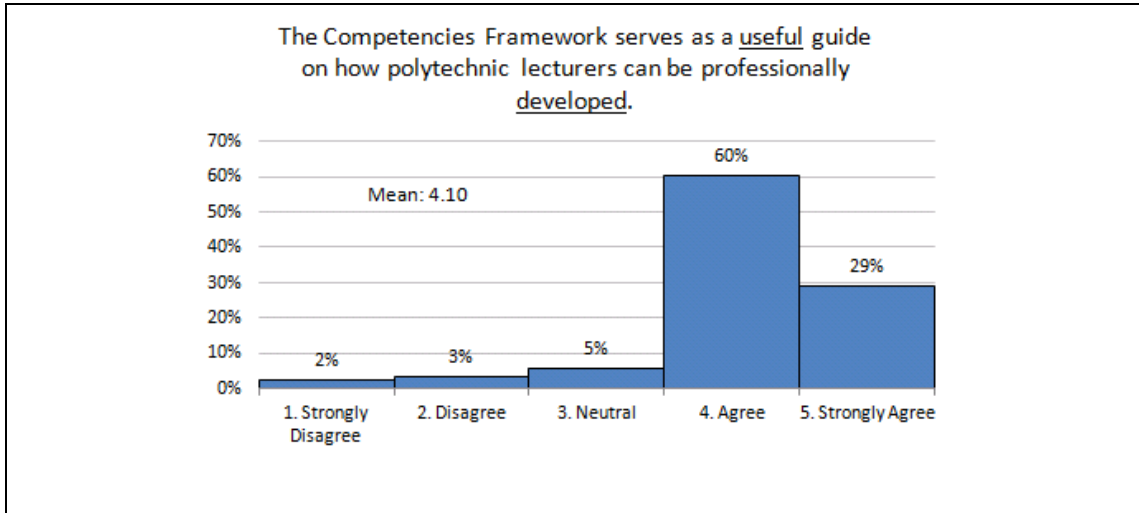 The Competencies Framework serves as a useful guide
on how polytechnic lecturers can be professionally
developed.
70%
60%
50%
40%
30%
20%
10%
0%
Mean: 4.10
2%
3%
5%
60%
29%
1. Strongly
Disagree
2. Disagree
3. Neutral
4. Agree
5. Strongly Agree